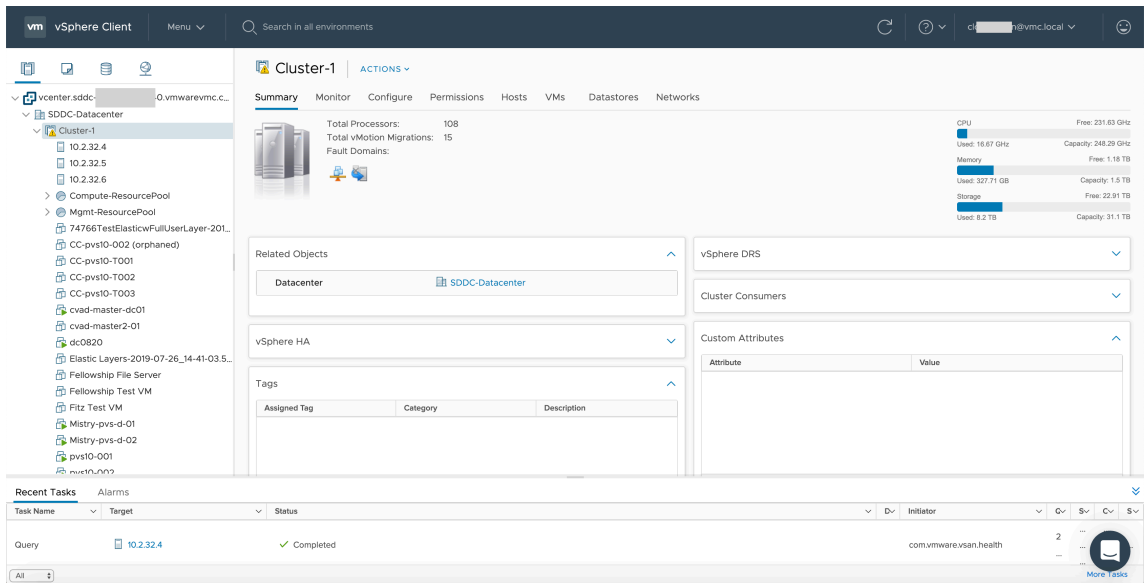 vm vSphere Client Menu Search in all environments cl n@vmc.local
vcenter.sddc- .0.vmwarevmc.c...
SDDC-Datacenter
Cluster-1
10.2.32.4
10.2.32.5
10.2.32.6
Compute-ResourcePool
Mgmt-ResourcePool
74766TestElasticwFullUserLayer-201...
CC-pvs10-002 (orphaned)
CC-pvs10-T001
CC-pvs10-T002
CC-pvs10-T003
cvad-master-dc01
cvad-master2-01
dc0820
Elastic Layers-2019-07-26_14-41-03.5...
Fellowship File Server
Fellowship Test VM
Fitz Test VM
Mistry-pvs-d-01
Mistry-pvs-d-02
pvs10-001
pvs10-002
Cluster-1 ACTIONS
Summary Monitor Configure Permissions Hosts VMs Datastores Networks
Total Processors: 108
Total vMotion Migrations: 15
Fault Domains:
CPU Free: 231.63 GHz
Used: 16.67 GHz Capacity: 248.29 GHz
Memory Free: 1.18 TB
Used: 327.71 GB Capacity: 1.5 TB
Storage Free: 22.91 TB
Used: 8.2 TB Capacity: 31.1 TB
Related Objects
Datacenter SDDC-Datacenter
vSphere HA
Tags
Assigned Tag Category Description
vSphere DRS
Cluster Consumers
Custom Attributes
Attribute Value
Recent Tasks Alarms
Task Name Target Status D Initiator Q S C S
Query 10.2.32.4 Completed com.vmware.vsan.health 2 ...
All More Tasks